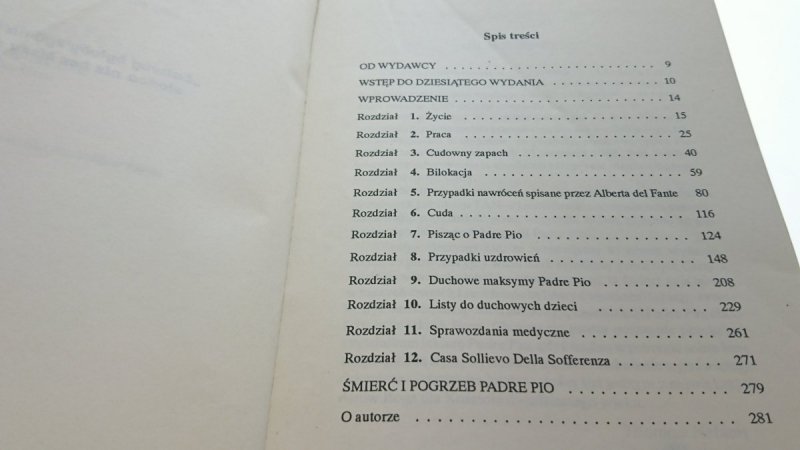 Spis treści
OD WYDAWCY . . . . . . . . . . . . . . . . . . . . . . . . . . . 9
WSTĘP DO DZIESIĄTEGO WYDANIA . . . . . . . . . . . . . 10
WPROWADZENIE . . . . . . . . . . . . . . . . . . . . . . . . . 14
Rozdział 1. Życie . . . . . . . . . . . . . . . . . . . . . . . . . 15
Rozdział 2. Praca . . . . . . . . . . . . . . . . . . . . . . . . . 25
Rozdział 3. Cudowny zapach . . . . . . . . . . . . . . . . . . 40
Rozdział 4. Bilokacja . . . . . . . . . . . . . . . . . . . . . . 59
Rozdział 5. Przypadki nawróceń spisane przez Alberta del Fante 80
Rozdział 6. Cuda . . . . . . . . . . . . . . . . . . . . . . . . 116
Rozdział 7. Pisząc o Padre Pio . . . . . . . . . . . . . . . . 124
Rozdział 8. Przypadki uzdrowień . . . . . . . . . . . . . . . 148
Rozdział 9. Duchowe maksymy Padre Pio . . . . . . . . . . 208
Rozdział 10. Listy do duchowych dzieci . . . . . . . . . . . 229
Rozdział 11. Sprawozdania medyczne . . . . . . . . . . . . . 261
Rozdział 12. Casa Sollievo Della Sofferenza . . . . . . . . . 271
ŚMIERĆ I POGRZEB PADRE PIO . . . . . . . . . . . . . 279
O autorze . . . . . . . . . . . . . . . . . . . . . . . . . . . . 281